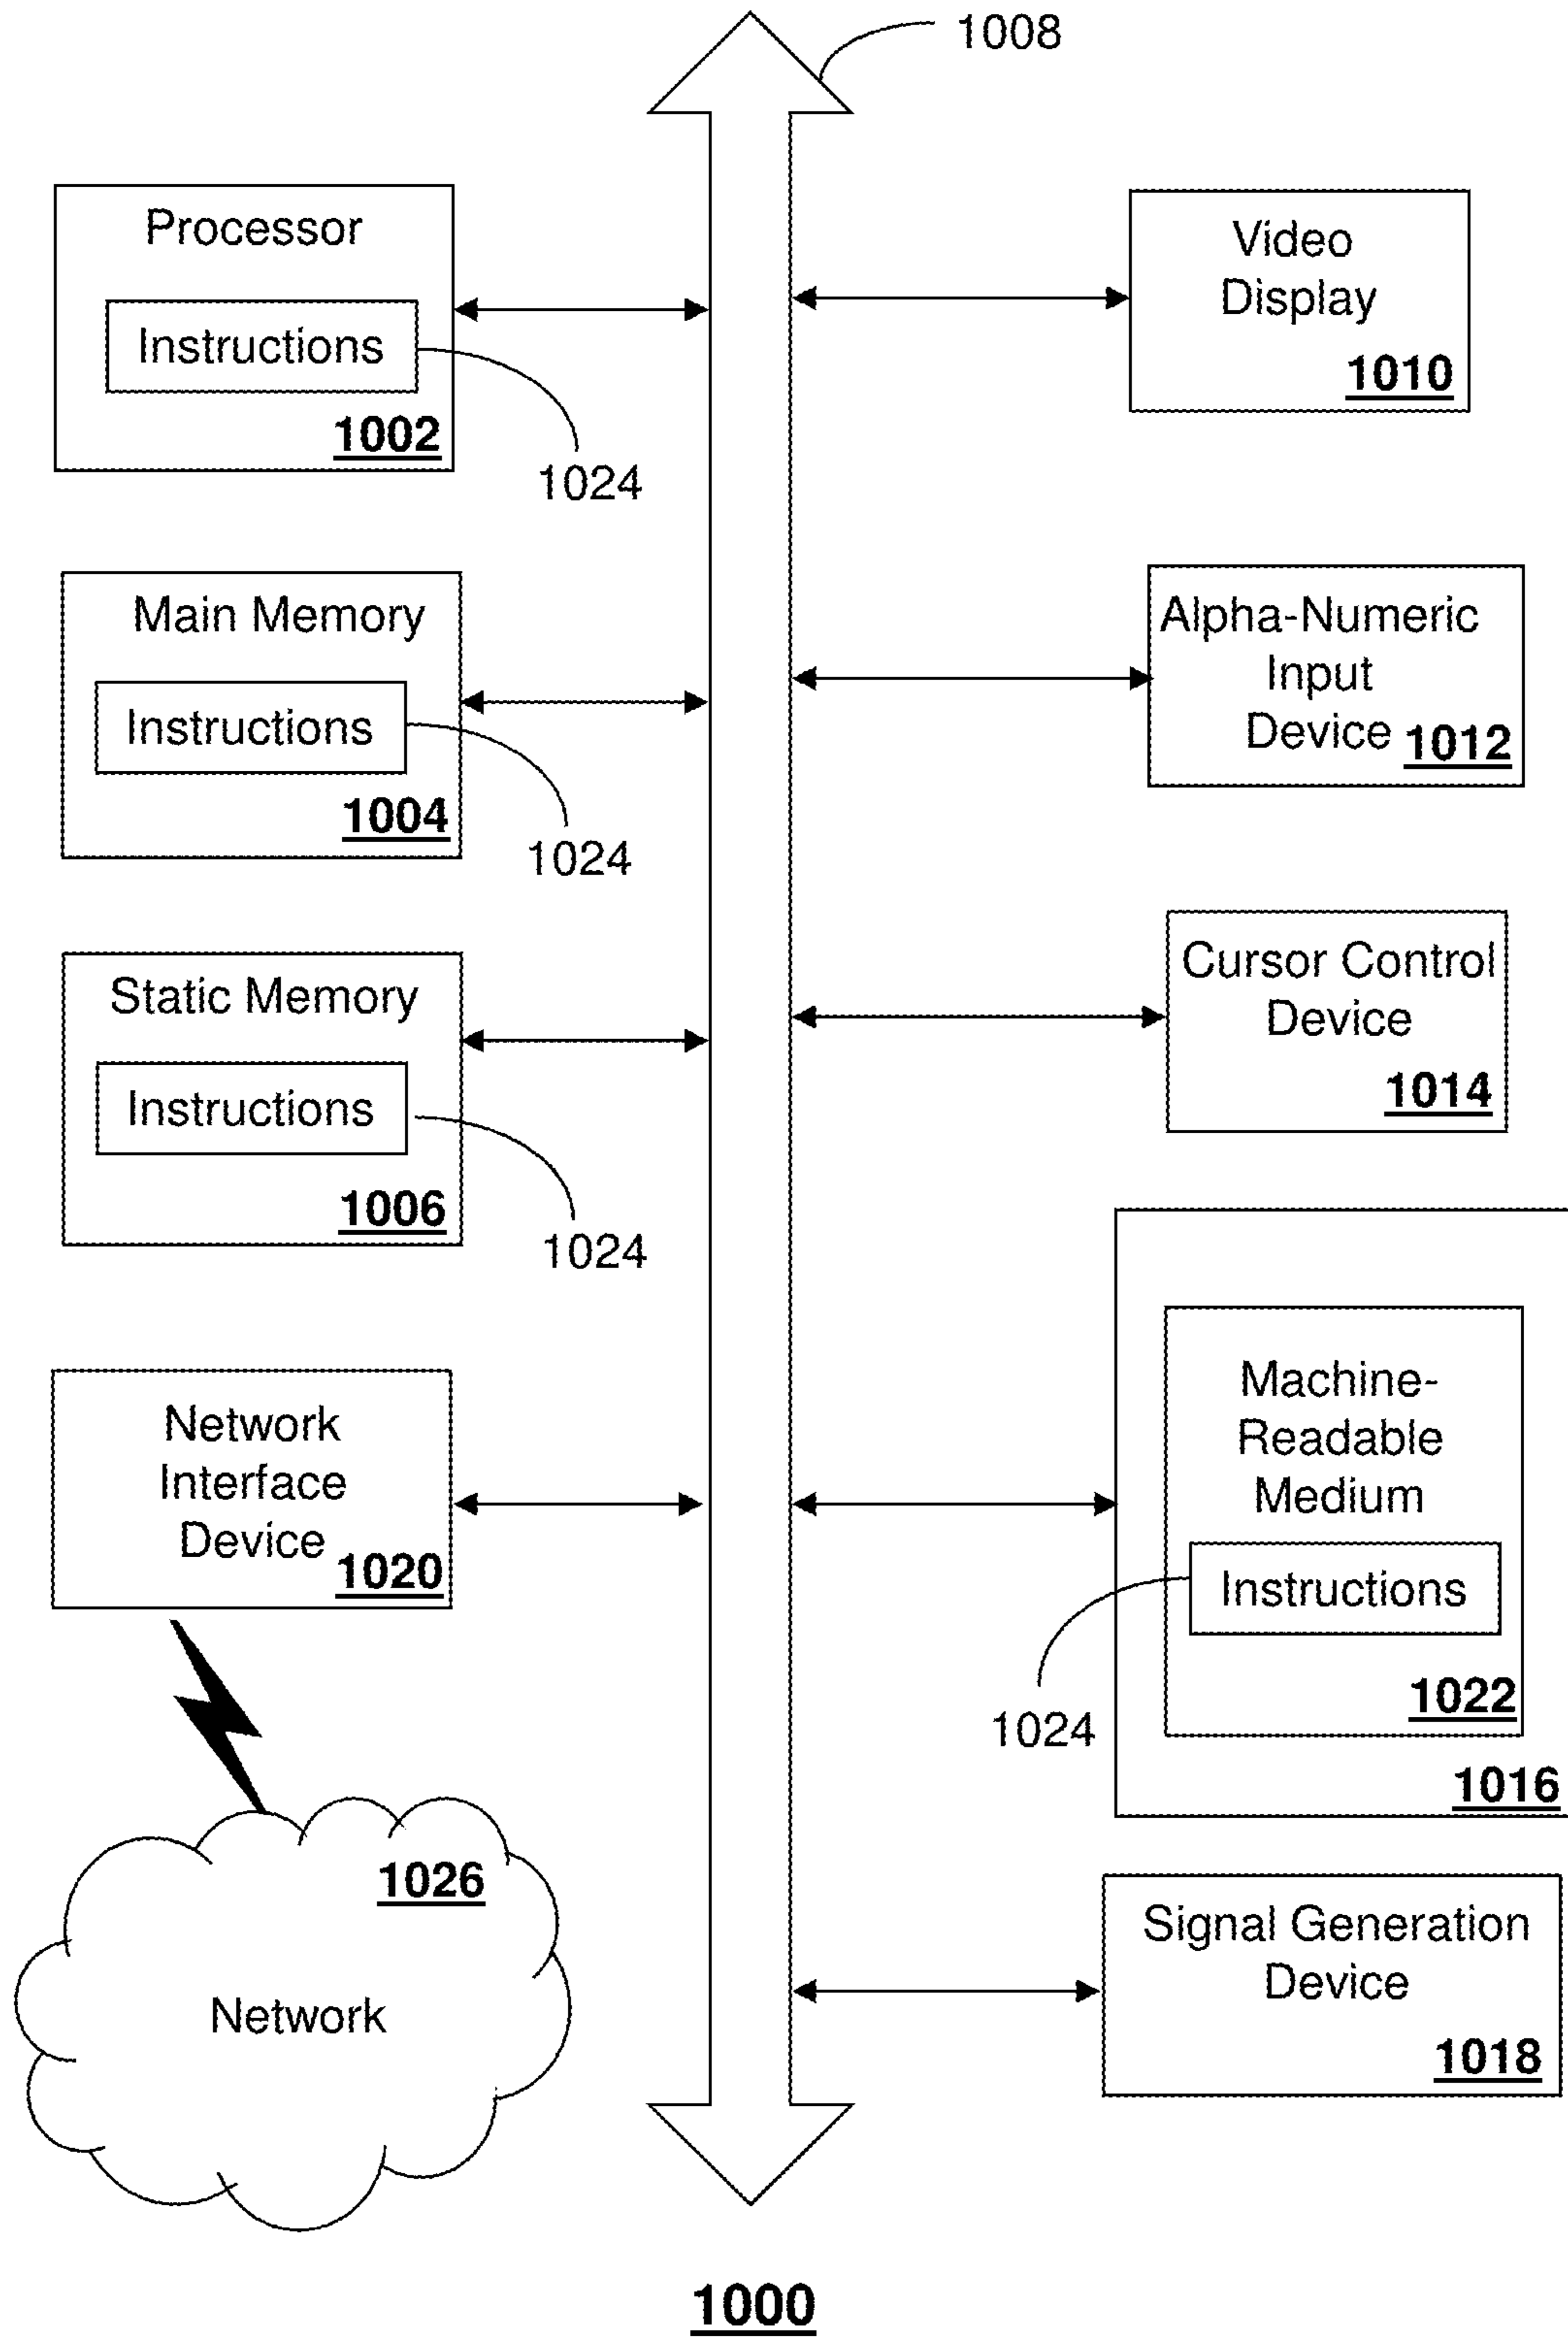 1008
Processor
Instructions
1002
1024
Main Memory
Instructions
1004
1024
Static Memory
Instructions
1006
1024
Network
Interface
Device
1020
1026
Network
Video
Display
1010
Alpha-Numeric
Input
Device 1012
Cursor Control
Device
1014
Machine-
Readable
Medium
Instructions
1022
1024
1016
Signal Generation
Device
1018
1000